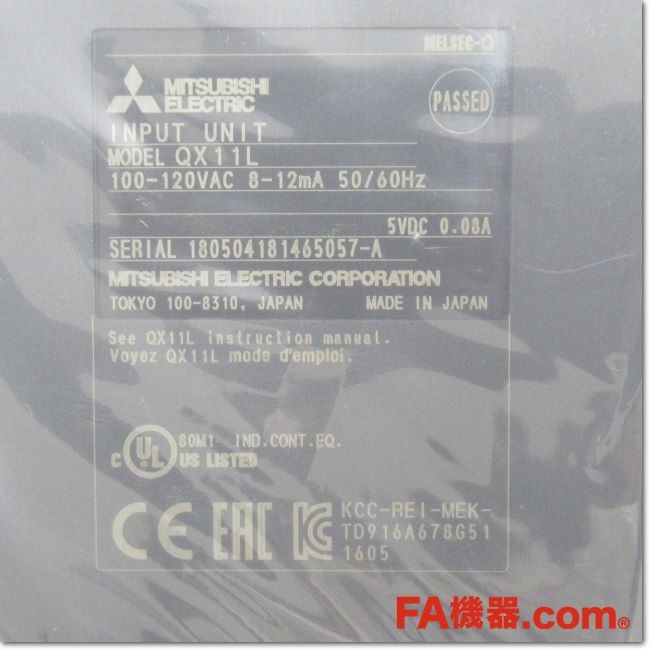 MELSEC-Q
MITSUBISHI
ELECTRIC
PASSED
INPUT UNIT
MODEL QX11L
100-120VAC 8-12mA 50/60Hz
5VDC 0.08A
SERIAL 180504181465057-A
MITSUBISHI ELECTRIC CORPORATION
TOKYO 100-8310, JAPAN MADE IN JAPAN
See QX11L instruction manual.
Voyez QX11L mode d'emploi.
C UL US LISTED 80M1 IND.CONT.EQ.
CE EAC KC
KCC-REI-MEK-
TD916A678G51
1605
FA機器.com®